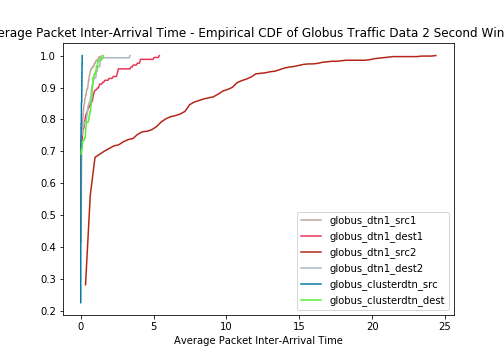 erage Packet Inter-Arrival Time - Empirical CDF of Globus Traffic Data 2 Second Win
1.0
0.9
0.8
0.7
0.6
0.5
0.4
0.3
0.2
globus_dtn1_src1
globus_dtn1_dest1
globus_dtn1_src2
globus_dtn1_dest2
globus_clusterdtn_src
globus_clusterdtn_dest
0 5 10 15 20 25
Average Packet Inter-Arrival Time